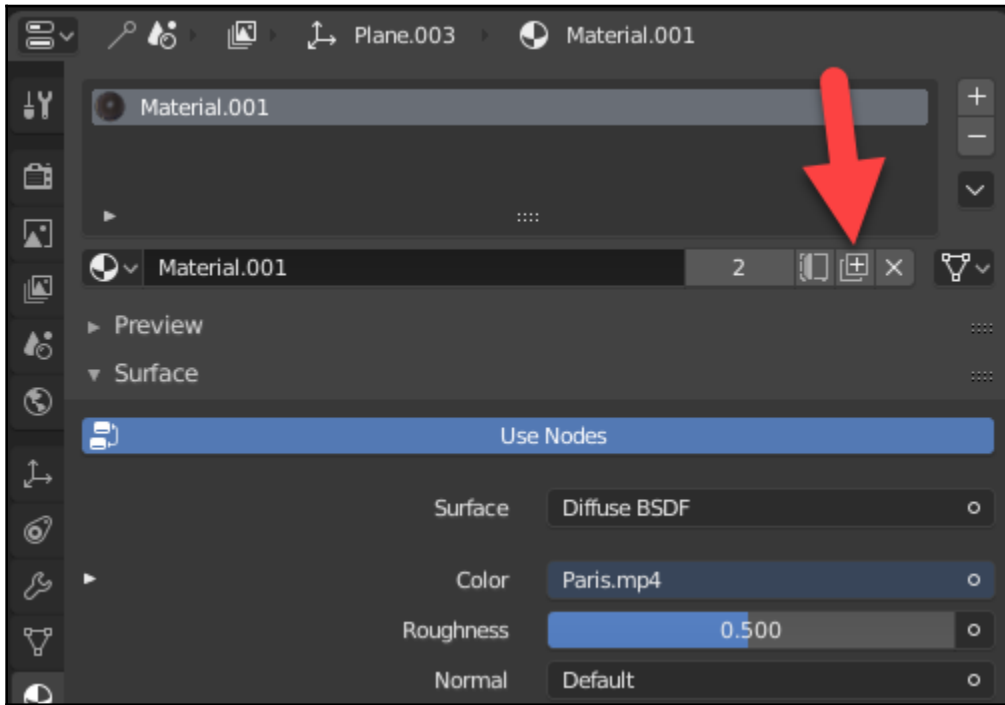 Plane.003 Material.001
Material.001
Material.001 2
Preview
Surface
Use Nodes
Surface Diffuse BSDF
Color Paris.mp4
Roughness 0.500
Normal Default